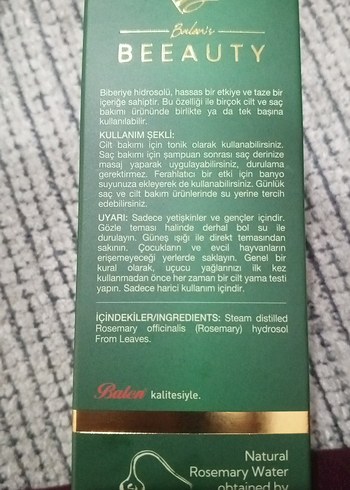 Balen's
BEEAUTY
Biberiye hidrosolü, hassas bir etkiye ve taze bir
içeriğe sahiptir. Bu özelliği ile birçok cilt ve saç
bakımı ürününde birlikte ya da tek başına
kullanılabilir.
KULLANIM ŞEKLİ:
Cilt bakımı için tonik olarak kullanabilirsiniz.
Saç bakımı için şampuan sonrası saç derinize
masaj yaparak uygulayabilirsiniz, durulama
gerektirmez. Ferahlatıcı bir etki için banyo
suyunuza ekleyerek de kullanabilirsiniz. Günlük
saç ve cilt bakım ürünlerinde su yerine tercih
edebilirsiniz.
UYARI: Sadece yetişkinler ve gençler içindir.
Gözle teması halinde derhal bol su ile
durulayın. Güneş ışığı ile direkt temasından
sakının. Çocukların ve evcil hayvanların
erişemeyeceği yerlerde saklayın. Genel bir
kural olarak, uçucu yağlarınızı ilk kez
kullanmadan önce her zaman bir cilt yama testi
yapın. Sadece harici kullanım içindir.
İÇİNDEKİLER/INGREDIENTS: Steam distilled
Rosemary officinalis (Rosemary) hydrosol
From Leaves.
Balen kalitesiyle.
Natural
Rosemary Water
obtained by